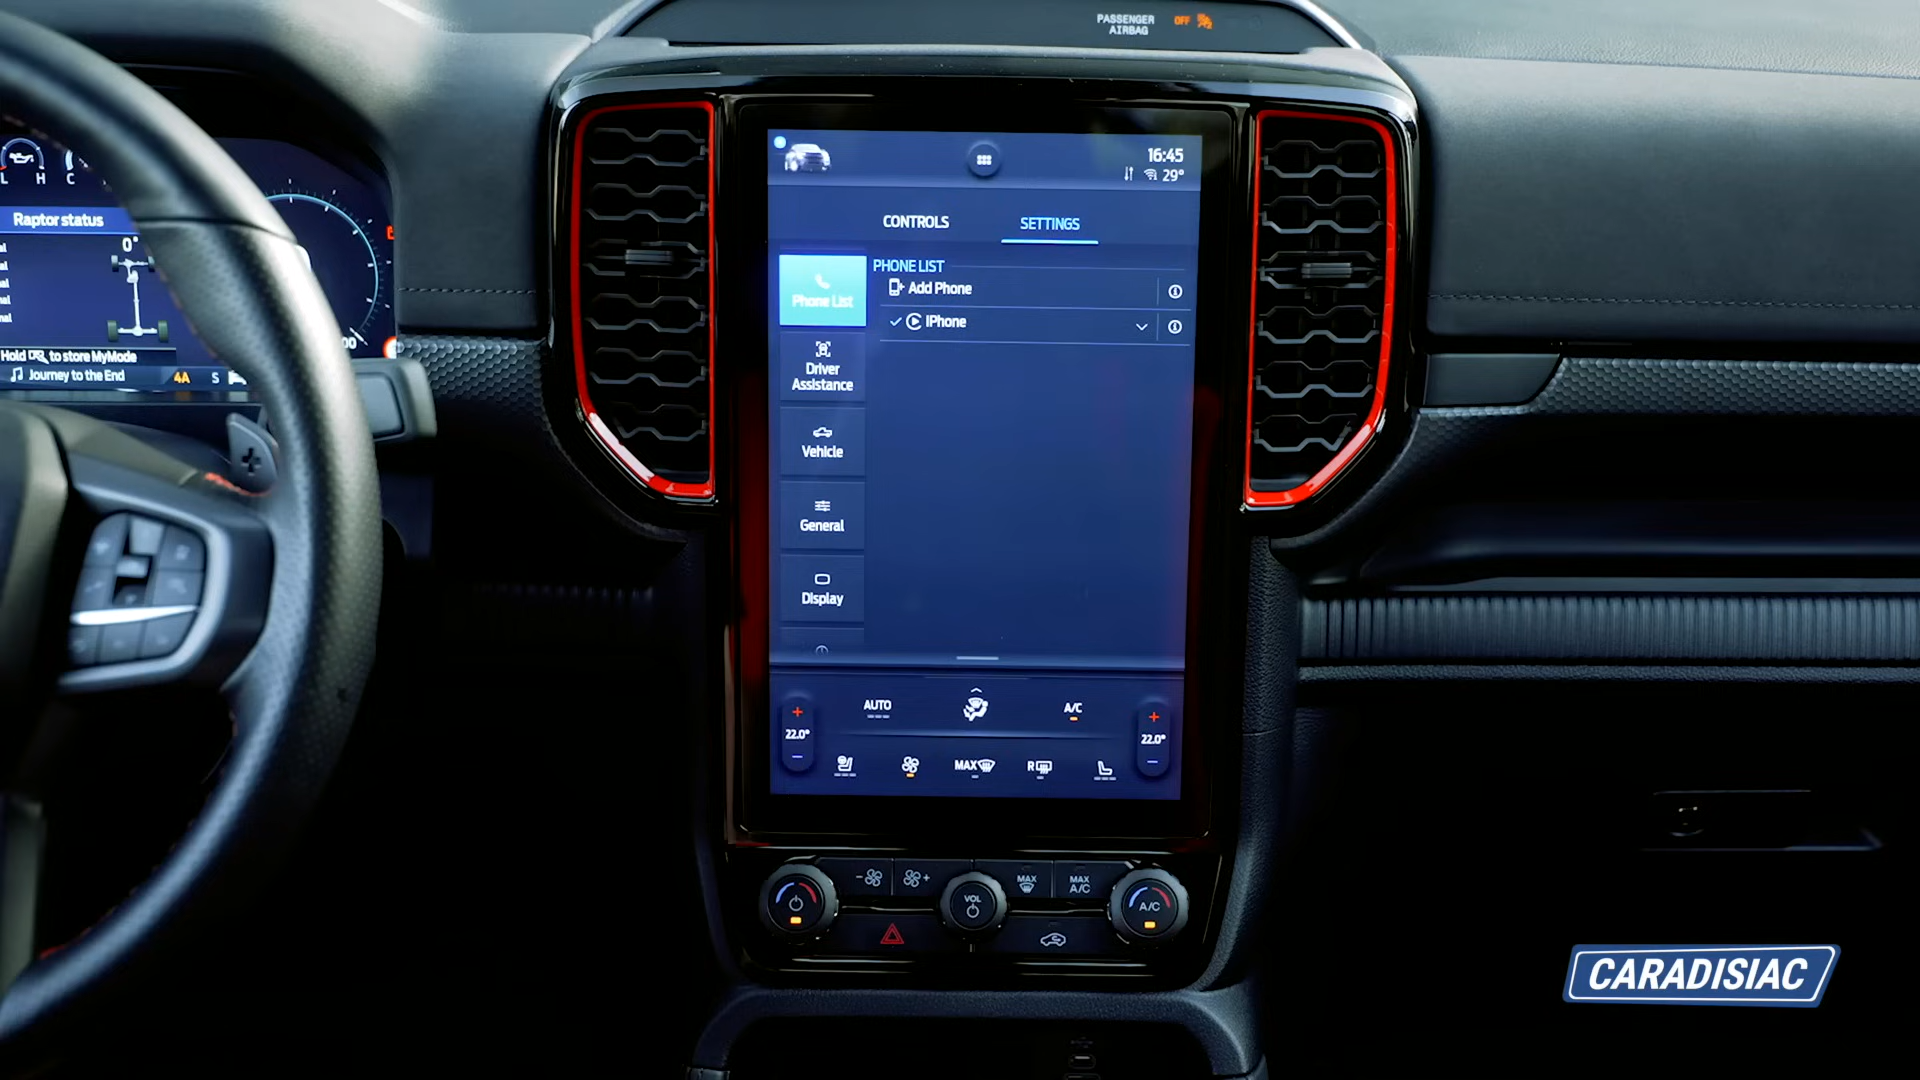 PASSENGER
AIRBAG
OFF
L H C
Raptor status
0°
Hold to store MyMode
Journey to the End
4A S
16:45
29°
CONTROLS
SETTINGS
Phone List
PHONE LIST
Add Phone
IPhone
Driver
Assistance
Vehicle
General
Display
AUTO
A/C
22.0°
22.0°
MAX
R
- +
VOL
MAX
MAX
A/C
A/C
CARADISIAC